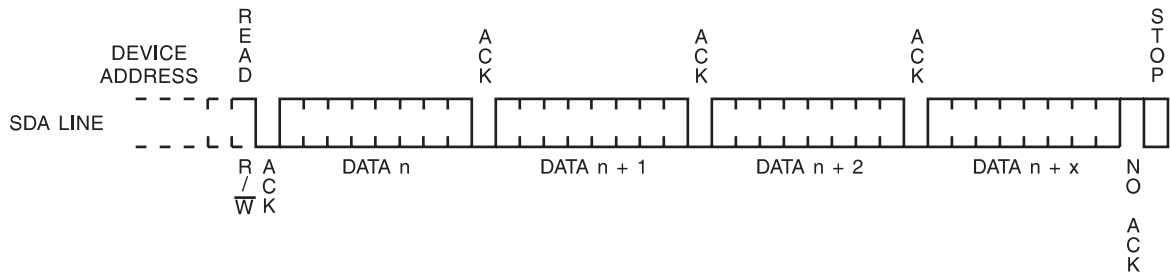 READ
DEVICE
ADDRESS
ACK
ACK
ACK
STOP
SDA LINE
R/W
ACK
DATA n
DATA n + 1
DATA n + 2
DATA n + x
NO ACK